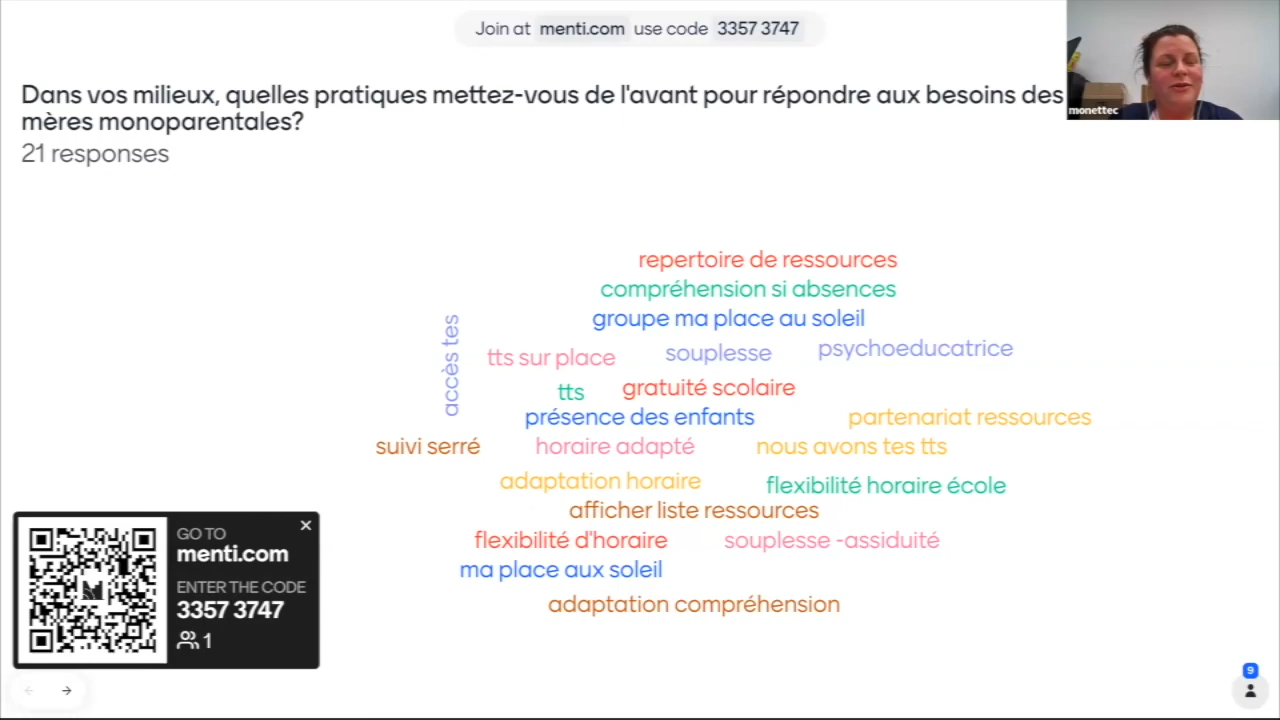 Join at menti.com use code 3357 3747
Dans vos milieux, quelles pratiques mettez-vous de l'avant pour répondre aux besoins des
mères monoparentales?
21 responses
monettec
repertoire de ressources
compréhension si absences
groupe ma place au soleil
accès tes
tts sur place
souplesse
psychoeducatrice
tts
gratuité scolaire
présence des enfants
partenariat ressources
suivi serré
horaire adapté
nous avons tes tts
adaptation horaire
flexibilité horaire école
afficher liste ressources
flexibilité d'horaire
souplesse -assiduité
ma place aux soleil
adaptation compréhension
GO TO
menti.com
ENTER THE CODE
3357 3747
1
9